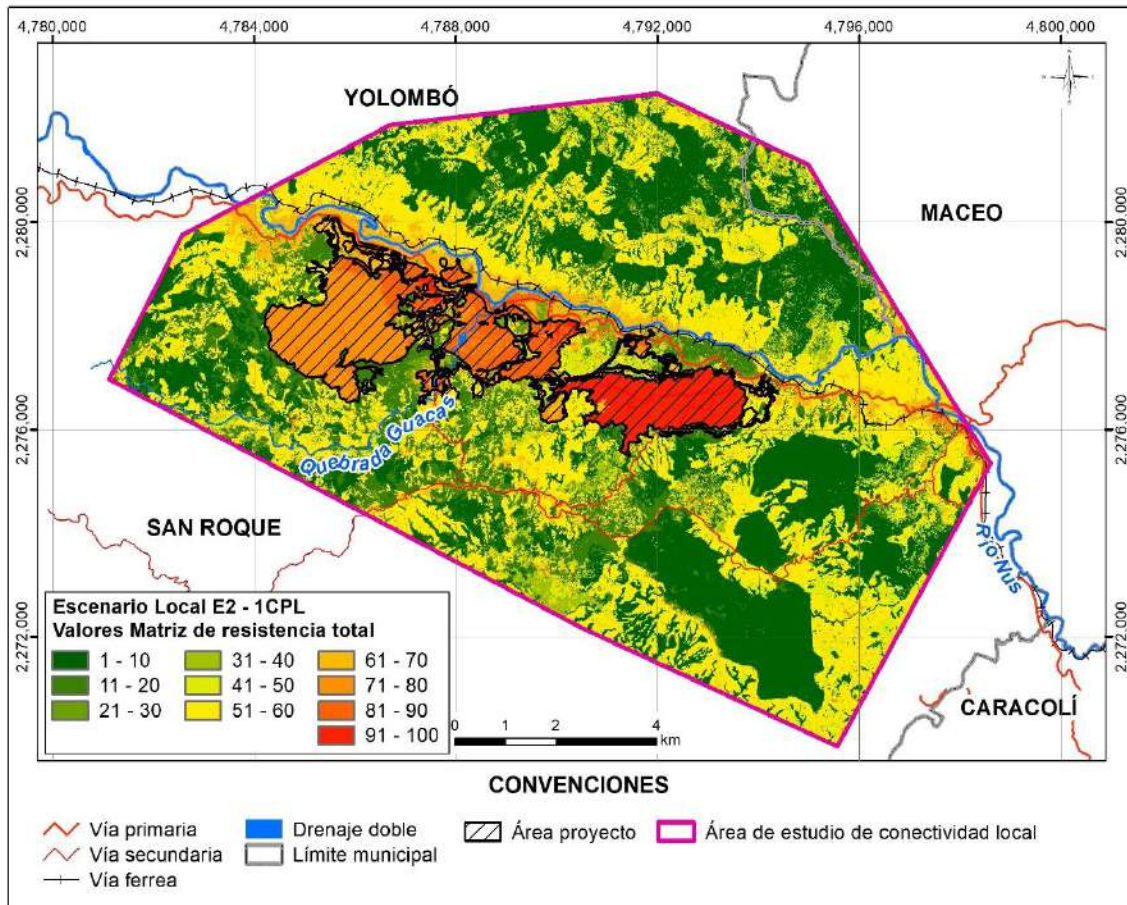 4,780,000 4,784,000 4,788,000 4,792,000 4,796,000 4,800,000
YOLOMBÓ
MACEO
2,280,000 2,280,000
2,276,000 2,276,000
Quebrada Guacas
SAN ROQUE
Río Nus
2,272,000 2,272,000
CARACOLÍ
Escenario Local E2 - 1CPL
Valores Matriz de resistencia total
1 - 10 31 - 40 61 - 70
11 - 20 41 - 50 71 - 80
21 - 30 51 - 60 81 - 90
91 - 100
0 1 2 4
km
CONVENCIONES
Vía primaria Drenaje doble Área proyecto Área de estudio de conectividad local
Vía secundaria Límite municipal
Vía ferrea